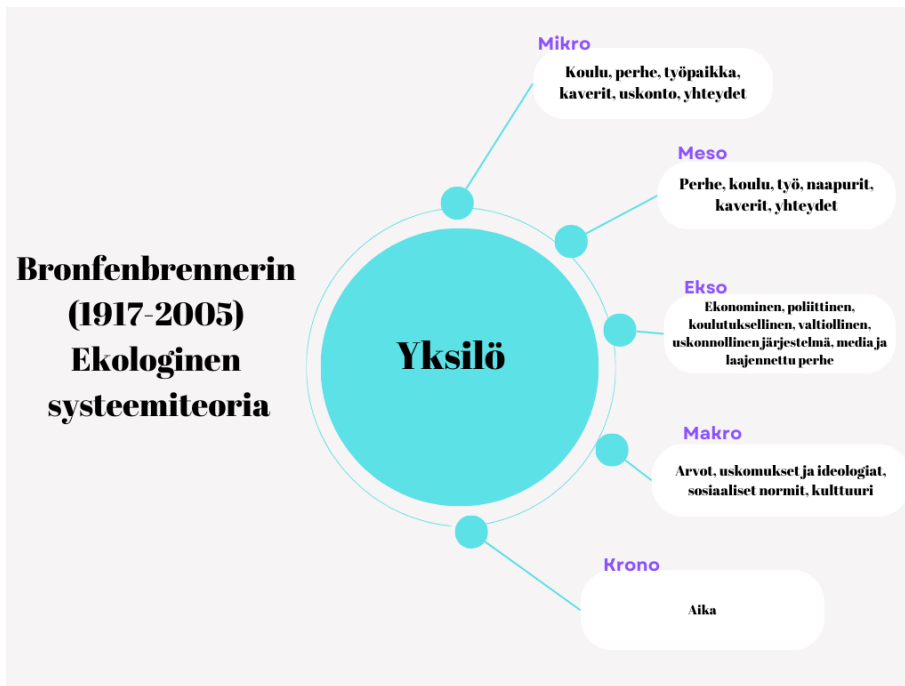 Bronfenbrennerin
(1917-2005)
Ekologinen
systeemiteoria
Yksilö
Mikro
Koulu, perhe, työpaikka,
kaverit, uskonto, yhteydet
Meso
Perhe, koulu, työ, naapurit,
kaverit, yhteydet
Ekso
Ekonominen, poliittinen,
koulutuksellinen, valtiollinen,
uskonnollinen järjestelmä, media ja
laajennettu perhe
Makro
Arvot, uskomukset ja ideologiat,
sosiaaliset normit, kulttuuri
Krono
Aika